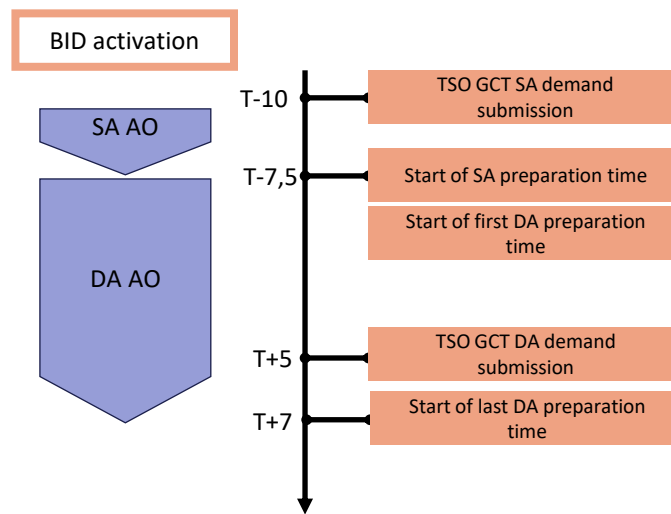 BID activation
SA AO
DA AO
T-10
TSO GCT SA demand
submission
T-7,5
Start of SA preparation time
Start of first DA preparation
time
T+5
TSO GCT DA demand
submission
T+7
Start of last DA preparation
time